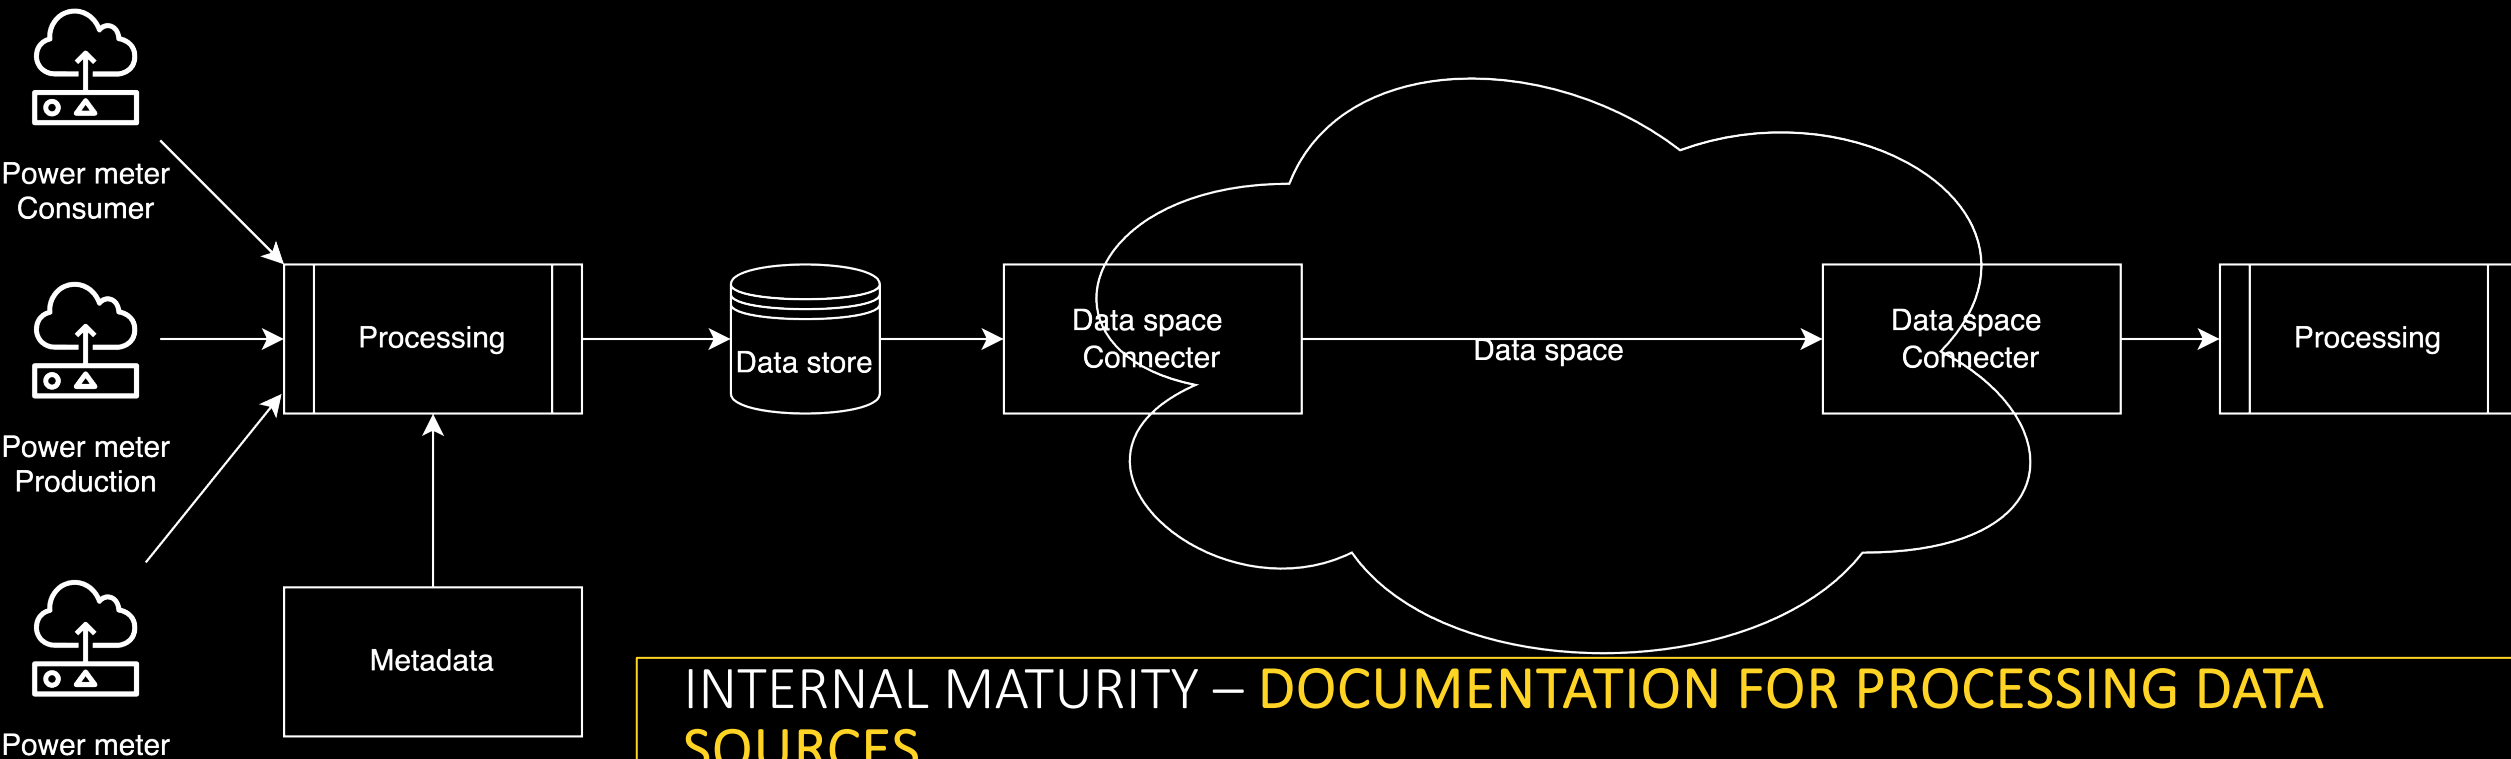 Power meter
Consumer
Power meter
Production
Power meter
Processing
Metadata
Data store
Data space
Connecter
Data space
Data space
Connecter
Processing
INTERNAL MATURITY – DOCUMENTATION FOR PROCESSING DATA
SOURCES